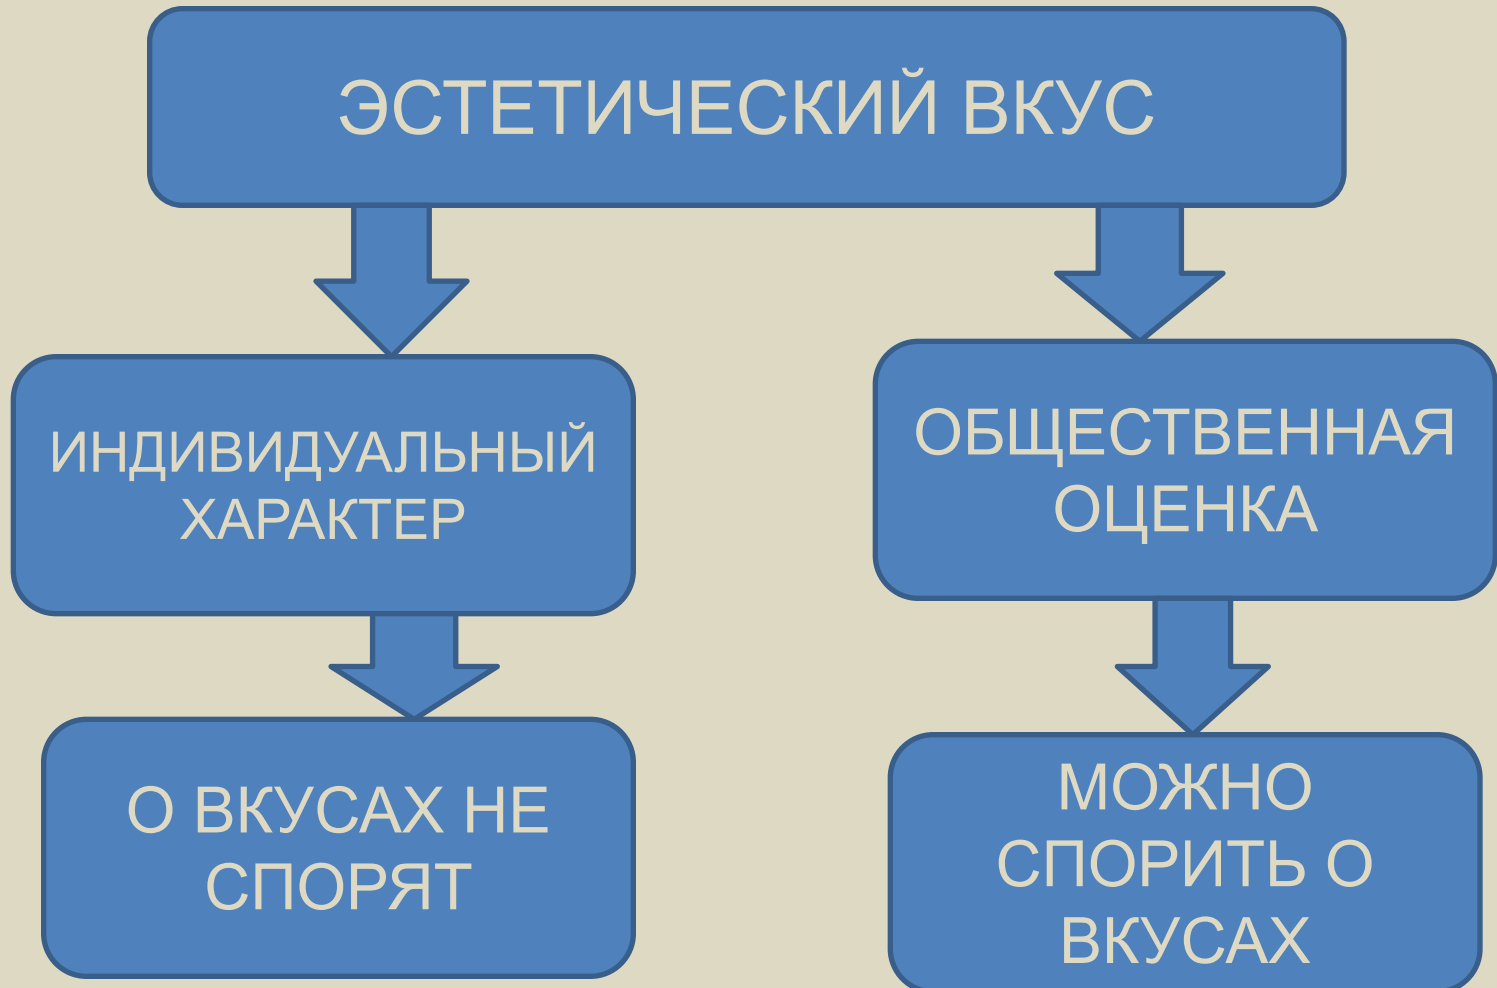 ЭСТЕТИЧЕСКИЙ ВКУС
ИНДИВИДУАЛЬНЫЙ
ХАРАКТЕР
ОБЩЕСТВЕННАЯ
ОЦЕНКА
О ВКУСАХ НЕ
СПОРЯТ
МОЖНО
СПОРИТЬ О
ВКУСАХ